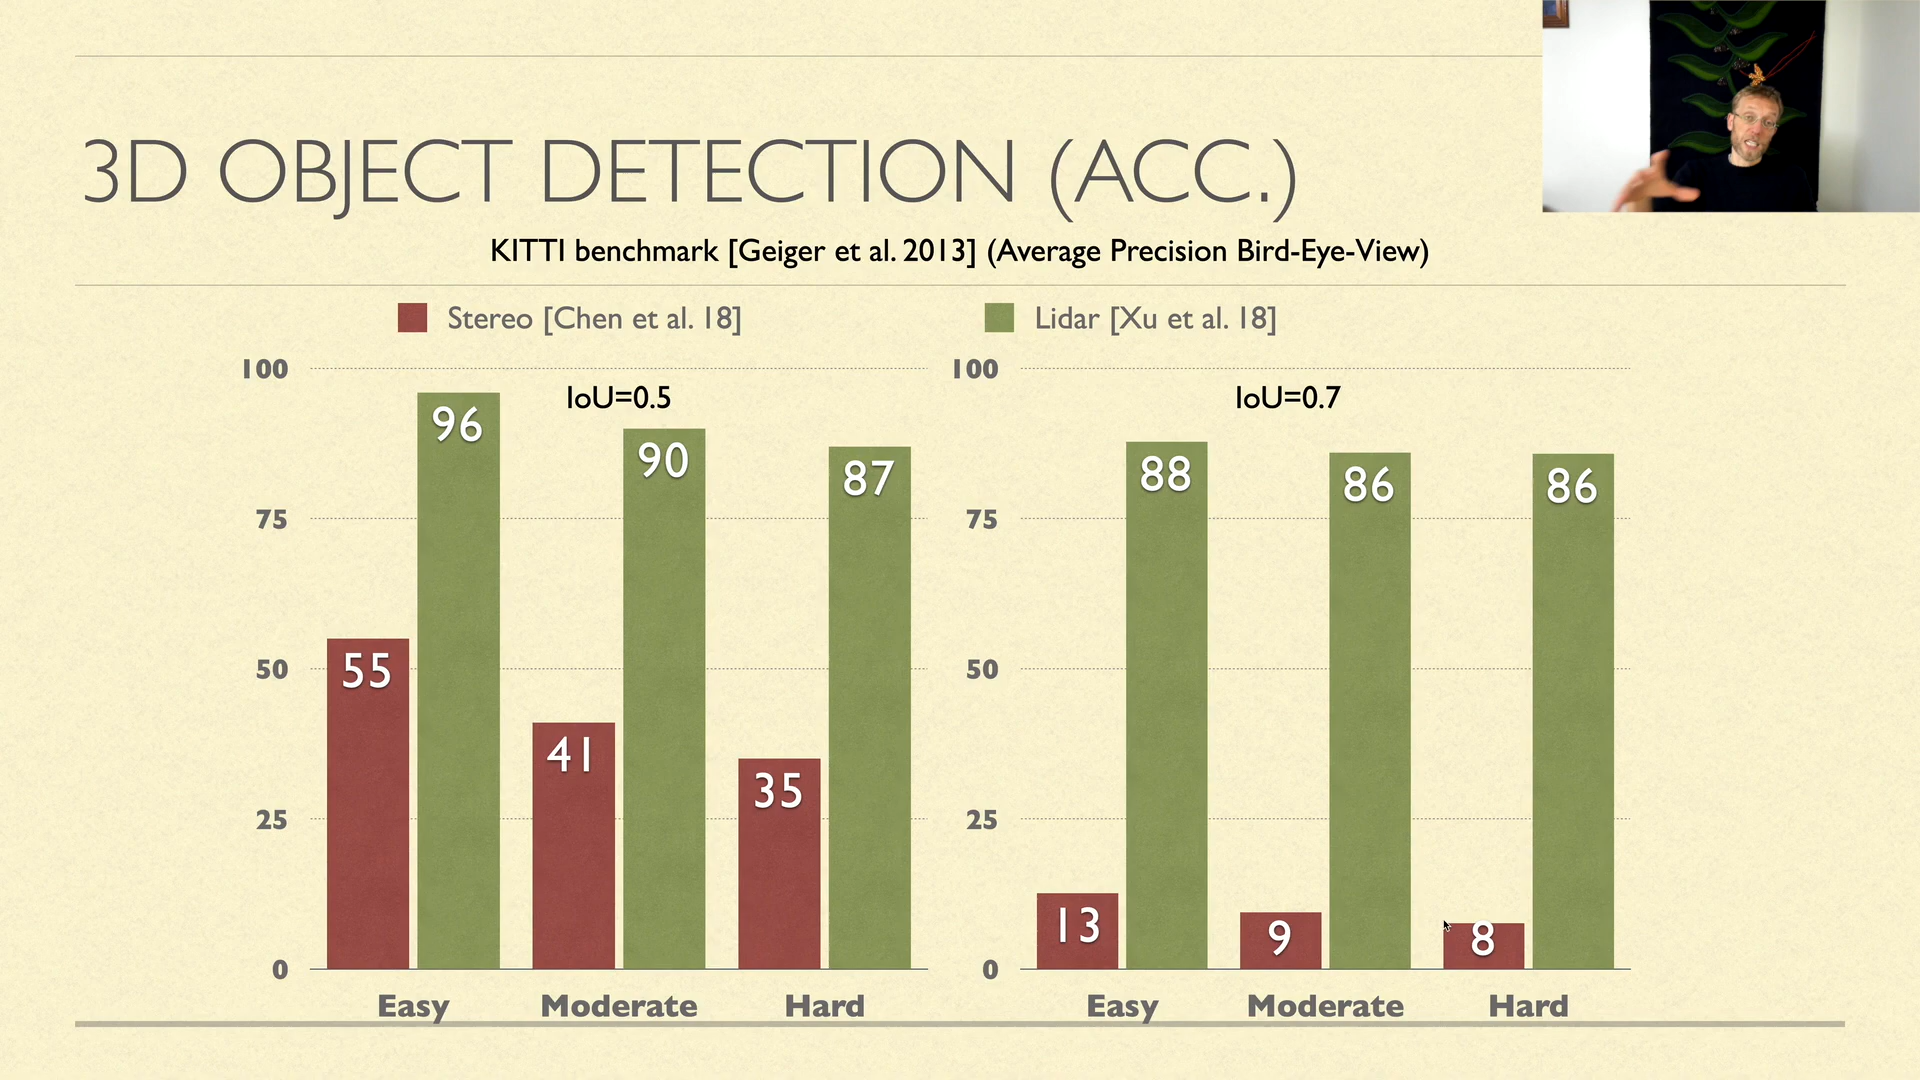 3D OBJECT DETECTION (ACC.)
KITTI benchmark [Geiger et al. 2013] (Average Precision Bird-Eye-View)
Stereo [Chen et al. 18]
Lidar [Xu et al. 18]
IoU=0.5
100
75
50
25
0
55
96
41
90
35
87
Easy
Moderate
Hard
IoU=0.7
100
75
50
25
0
13
88
9
86
8
86
Easy
Moderate
Hard